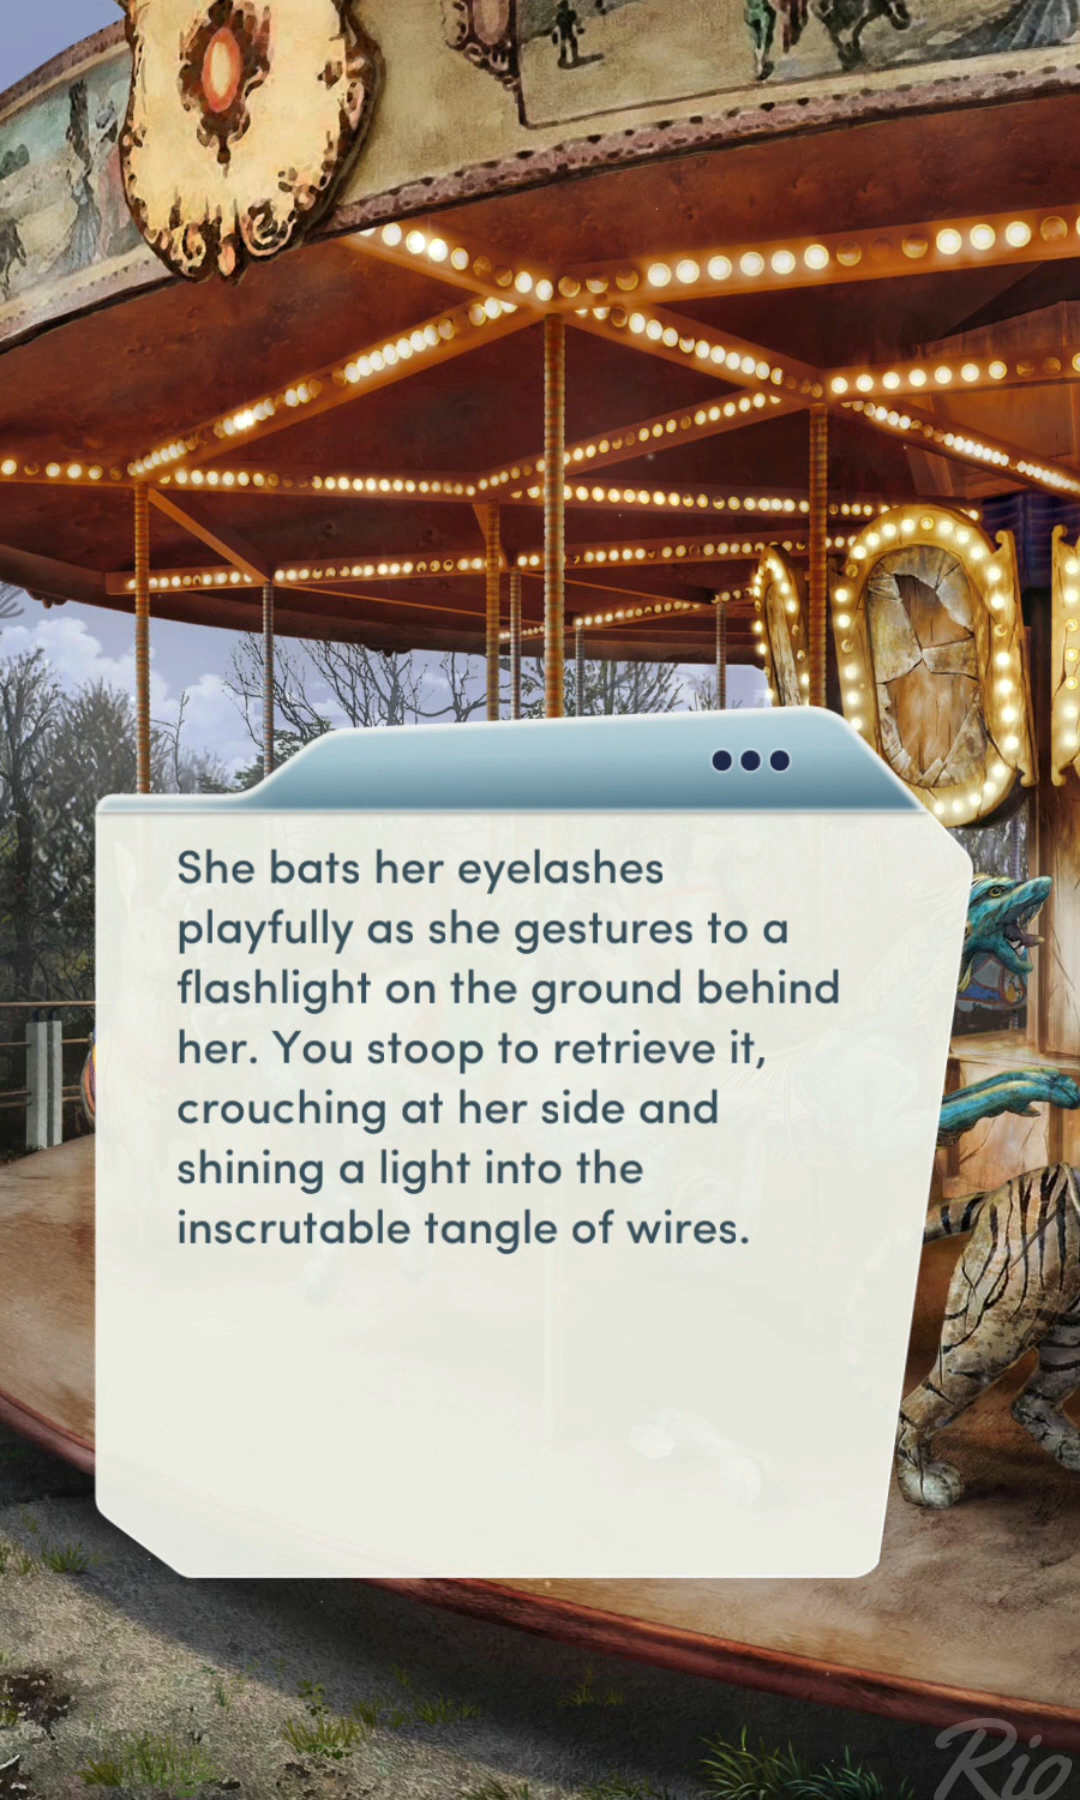 She bats her eyelashes
playfully as she gestures to a
flashlight on the ground behind
her. You stoop to retrieve it,
crouching at her side and
shining a light into the
inscrutable tangle of wires.
Rio